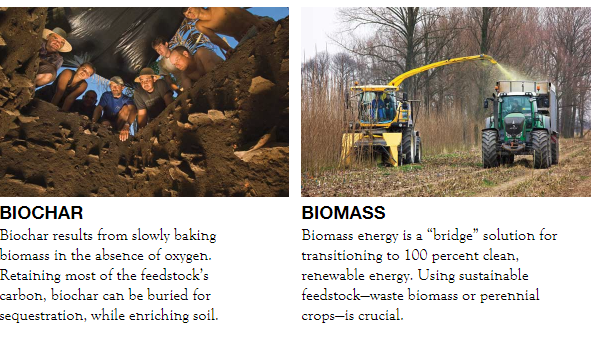 BIOCHAR
Biochar results from slowly baking
biomass in the absence of oxygen.
Retaining most of the feedstock's
carbon, biochar can be buried for
sequestration, while enriching soil.
BIOMASS
Biomass energy is a “bridge” solution for
transitioning to 100 percent clean,
renewable energy. Using sustainable
feedstock—waste biomass or perennial
crops—is crucial.